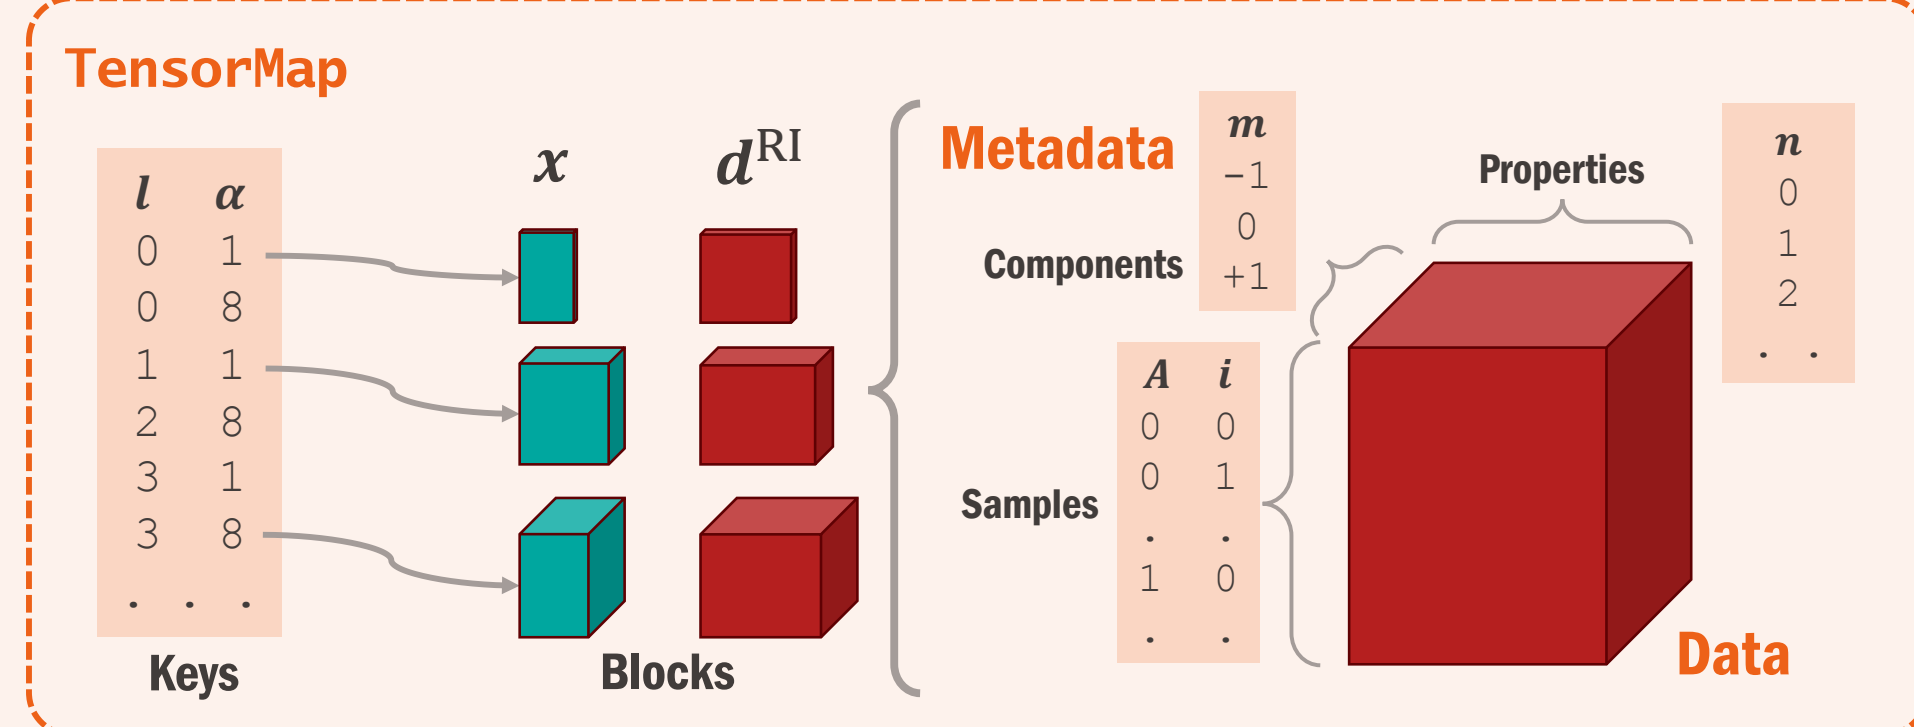 TensorMap
l α
0 1
0 8
1 1
2 8
3 1
3 8
. . .
Keys
x d^RI
Blocks
Metadata
m
−1
0
+1
Components
A i
0 0
0 1
. .
1 0
. .
Samples
Properties
n
0
1
2
. .
Data